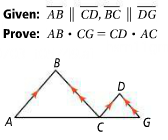 Given: AB ∥ CD, BC ∥ DG
Prove: AB · CG = CD · AC
B
D
A
C
G